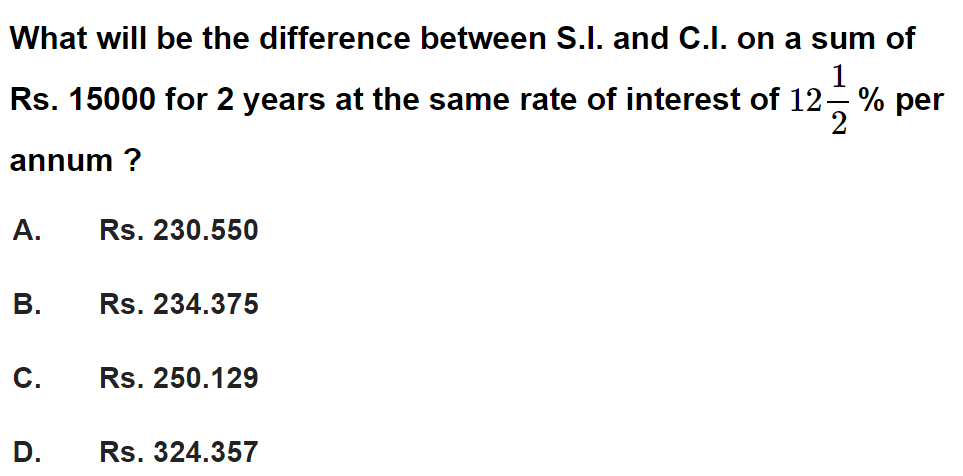 What will be the difference between S.I. and C.I. on a sum of
Rs. 15000 for 2 years at the same rate of interest of 12 1/2 % per
annum ?
A. Rs. 230.550
B. Rs. 234.375
C. Rs. 250.129
D. Rs. 324.357